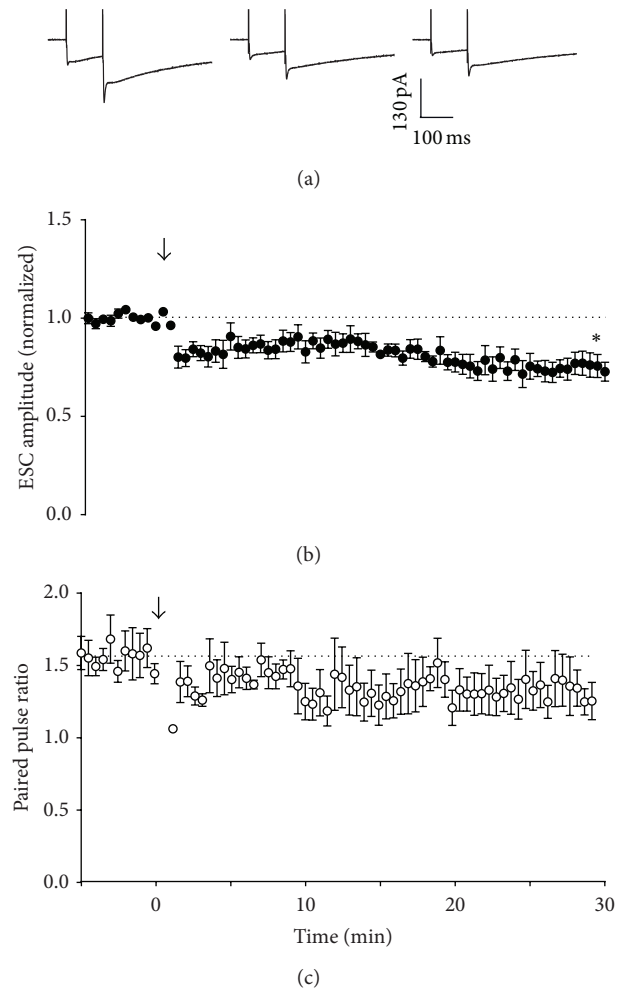 130 pA
100 ms
(a)
1.5
1.0
0.5
0.0
ESC amplitude (normalized)
*
(b)
2.0
1.5
1.0
0.5
0.0
Paired pulse ratio
0
10
20
30
Time (min)
(c)